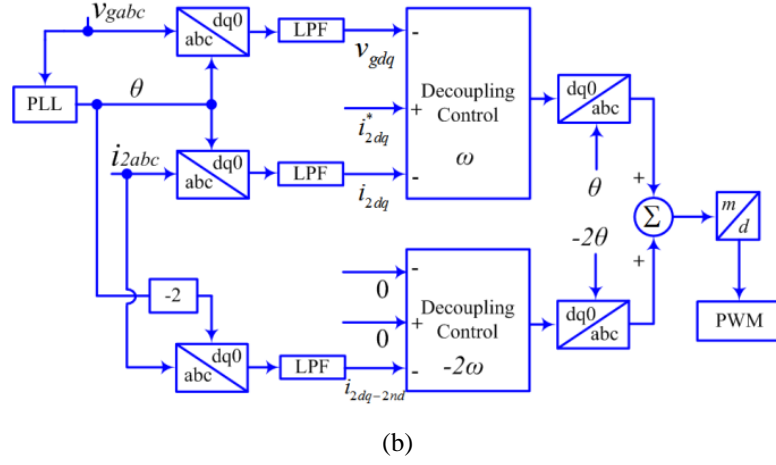 v_gabc
dq0
abc
LPF
v_gdq
-
PLL
θ
i*_2dq
+
Decoupling
Control
ω
dq0
abc
i_2abc
dq0
abc
LPF
i_2dq
-
θ
+
Σ
m
d
-2θ
+
-2
0
-
0
+
Decoupling
Control
-2ω
dq0
abc
PWM
dq0
abc
LPF
i_2dq-2nd
-
(b)